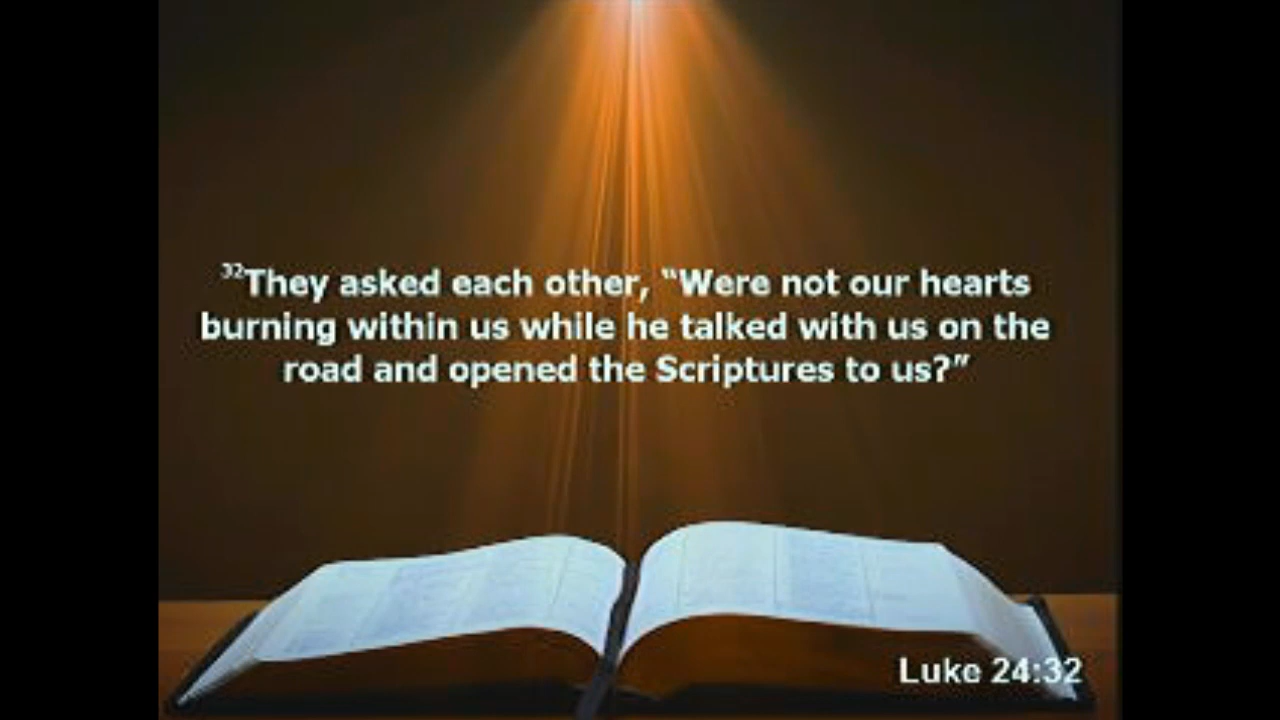 ³²They asked each other, “Were not our hearts
burning within us while he talked with us on the
road and opened the Scriptures to us?”
Luke 24:32